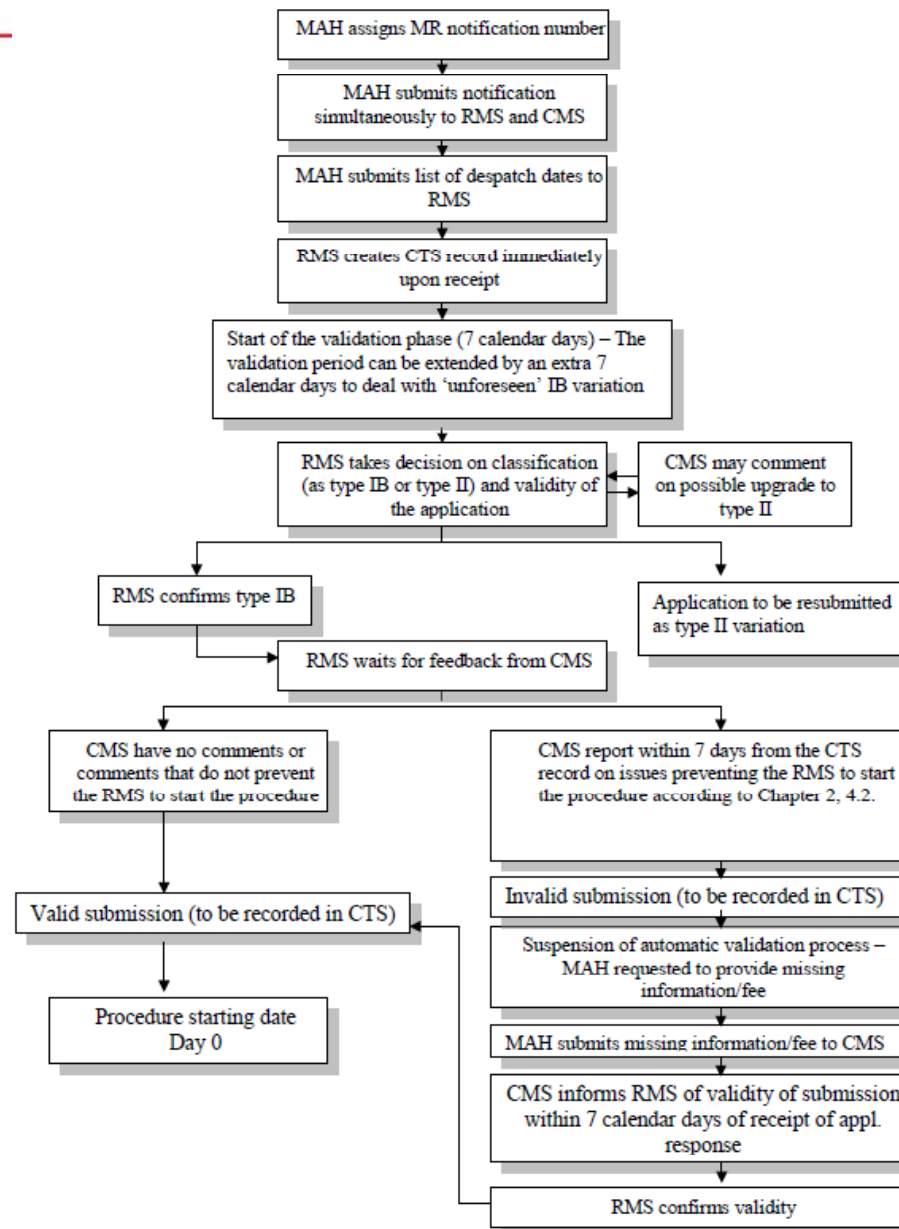 MAH assigns MR notification number
MAH submits notification
simultaneously to RMS and CMS
MAH submits list of despatch dates to
RMS
RMS creates CTS record immediately
upon receipt
Start of the validation phase (7 calendar days) – The
validation period can be extended by an extra 7
calendar days to deal with ‘unforeseen’ IB variation
RMS takes decision on classification
(as type IB or type II) and validity of
the application
CMS may comment
on possible upgrade to
type II
RMS confirms type IB
Application to be resubmitted
as type II variation
RMS waits for feedback from CMS
CMS have no comments or
comments that do not prevent
the RMS to start the procedure
CMS report within 7 days from the CTS
record on issues preventing the RMS to start
the procedure according to Chapter 2, 4.2.
Invalid submission (to be recorded in CTS)
Valid submission (to be recorded in CTS)
Suspension of automatic validation process –
MAH requested to provide missing
information/fee
Procedure starting date
Day 0
MAH submits missing information/fee to CMS
CMS informs RMS of validity of submission
within 7 calendar days of receipt of appl.
response
RMS confirms validity